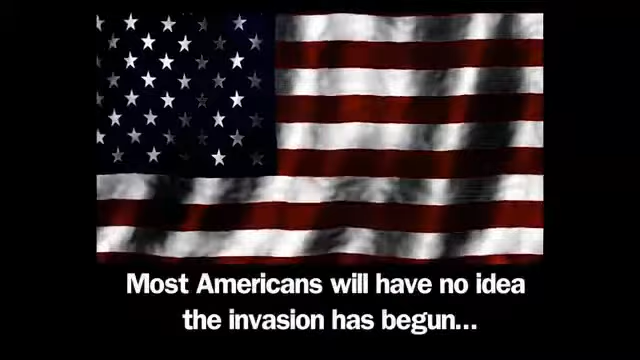 Most Americans will have no idea
the invasion has begun...